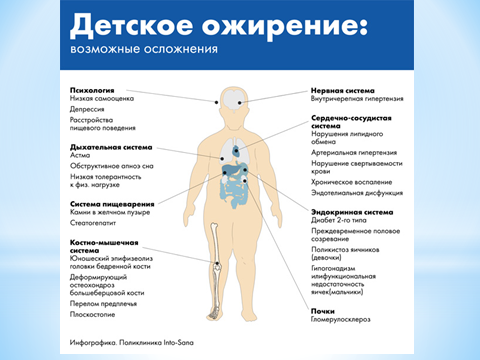 Детское ожирение:
возможные осложнения
Психология
Низкая самооценка
Депрессия
Расстройства
пищевого поведения
Дыхательная система
Астма
Обструктивное апноэ сна
Низкая толерантность
к физ. нагрузке
Система пищеварения
Камни в желчном пузыре
Стеатогепатит
Костно-мышечная
система
Юношеский эпифизеолиз
головки бедренной кости
Деформирующий
остеохондроз
большеберцовой кости
Перелом предплечья
Плоскостопие
Нервная система
Внутричерепная гипертензия
Сердечно-сосудистая
система
Нарушения липидного
обмена
Артериальная гипертензия
Нарушение свертываемости
крови
Хроническое воспаление
Эндотелиальная дисфункция
Эндокринная система
Диабет 2-го типа
Преждевременное половое
созревание
Поликистоз яичников
(девочки)
Гипогонадизм
илифункциональная
недостаточность
яичек(мальчики)
Почки
Гломерулосклероз
Инфографика. Поликлиника Into-Sana